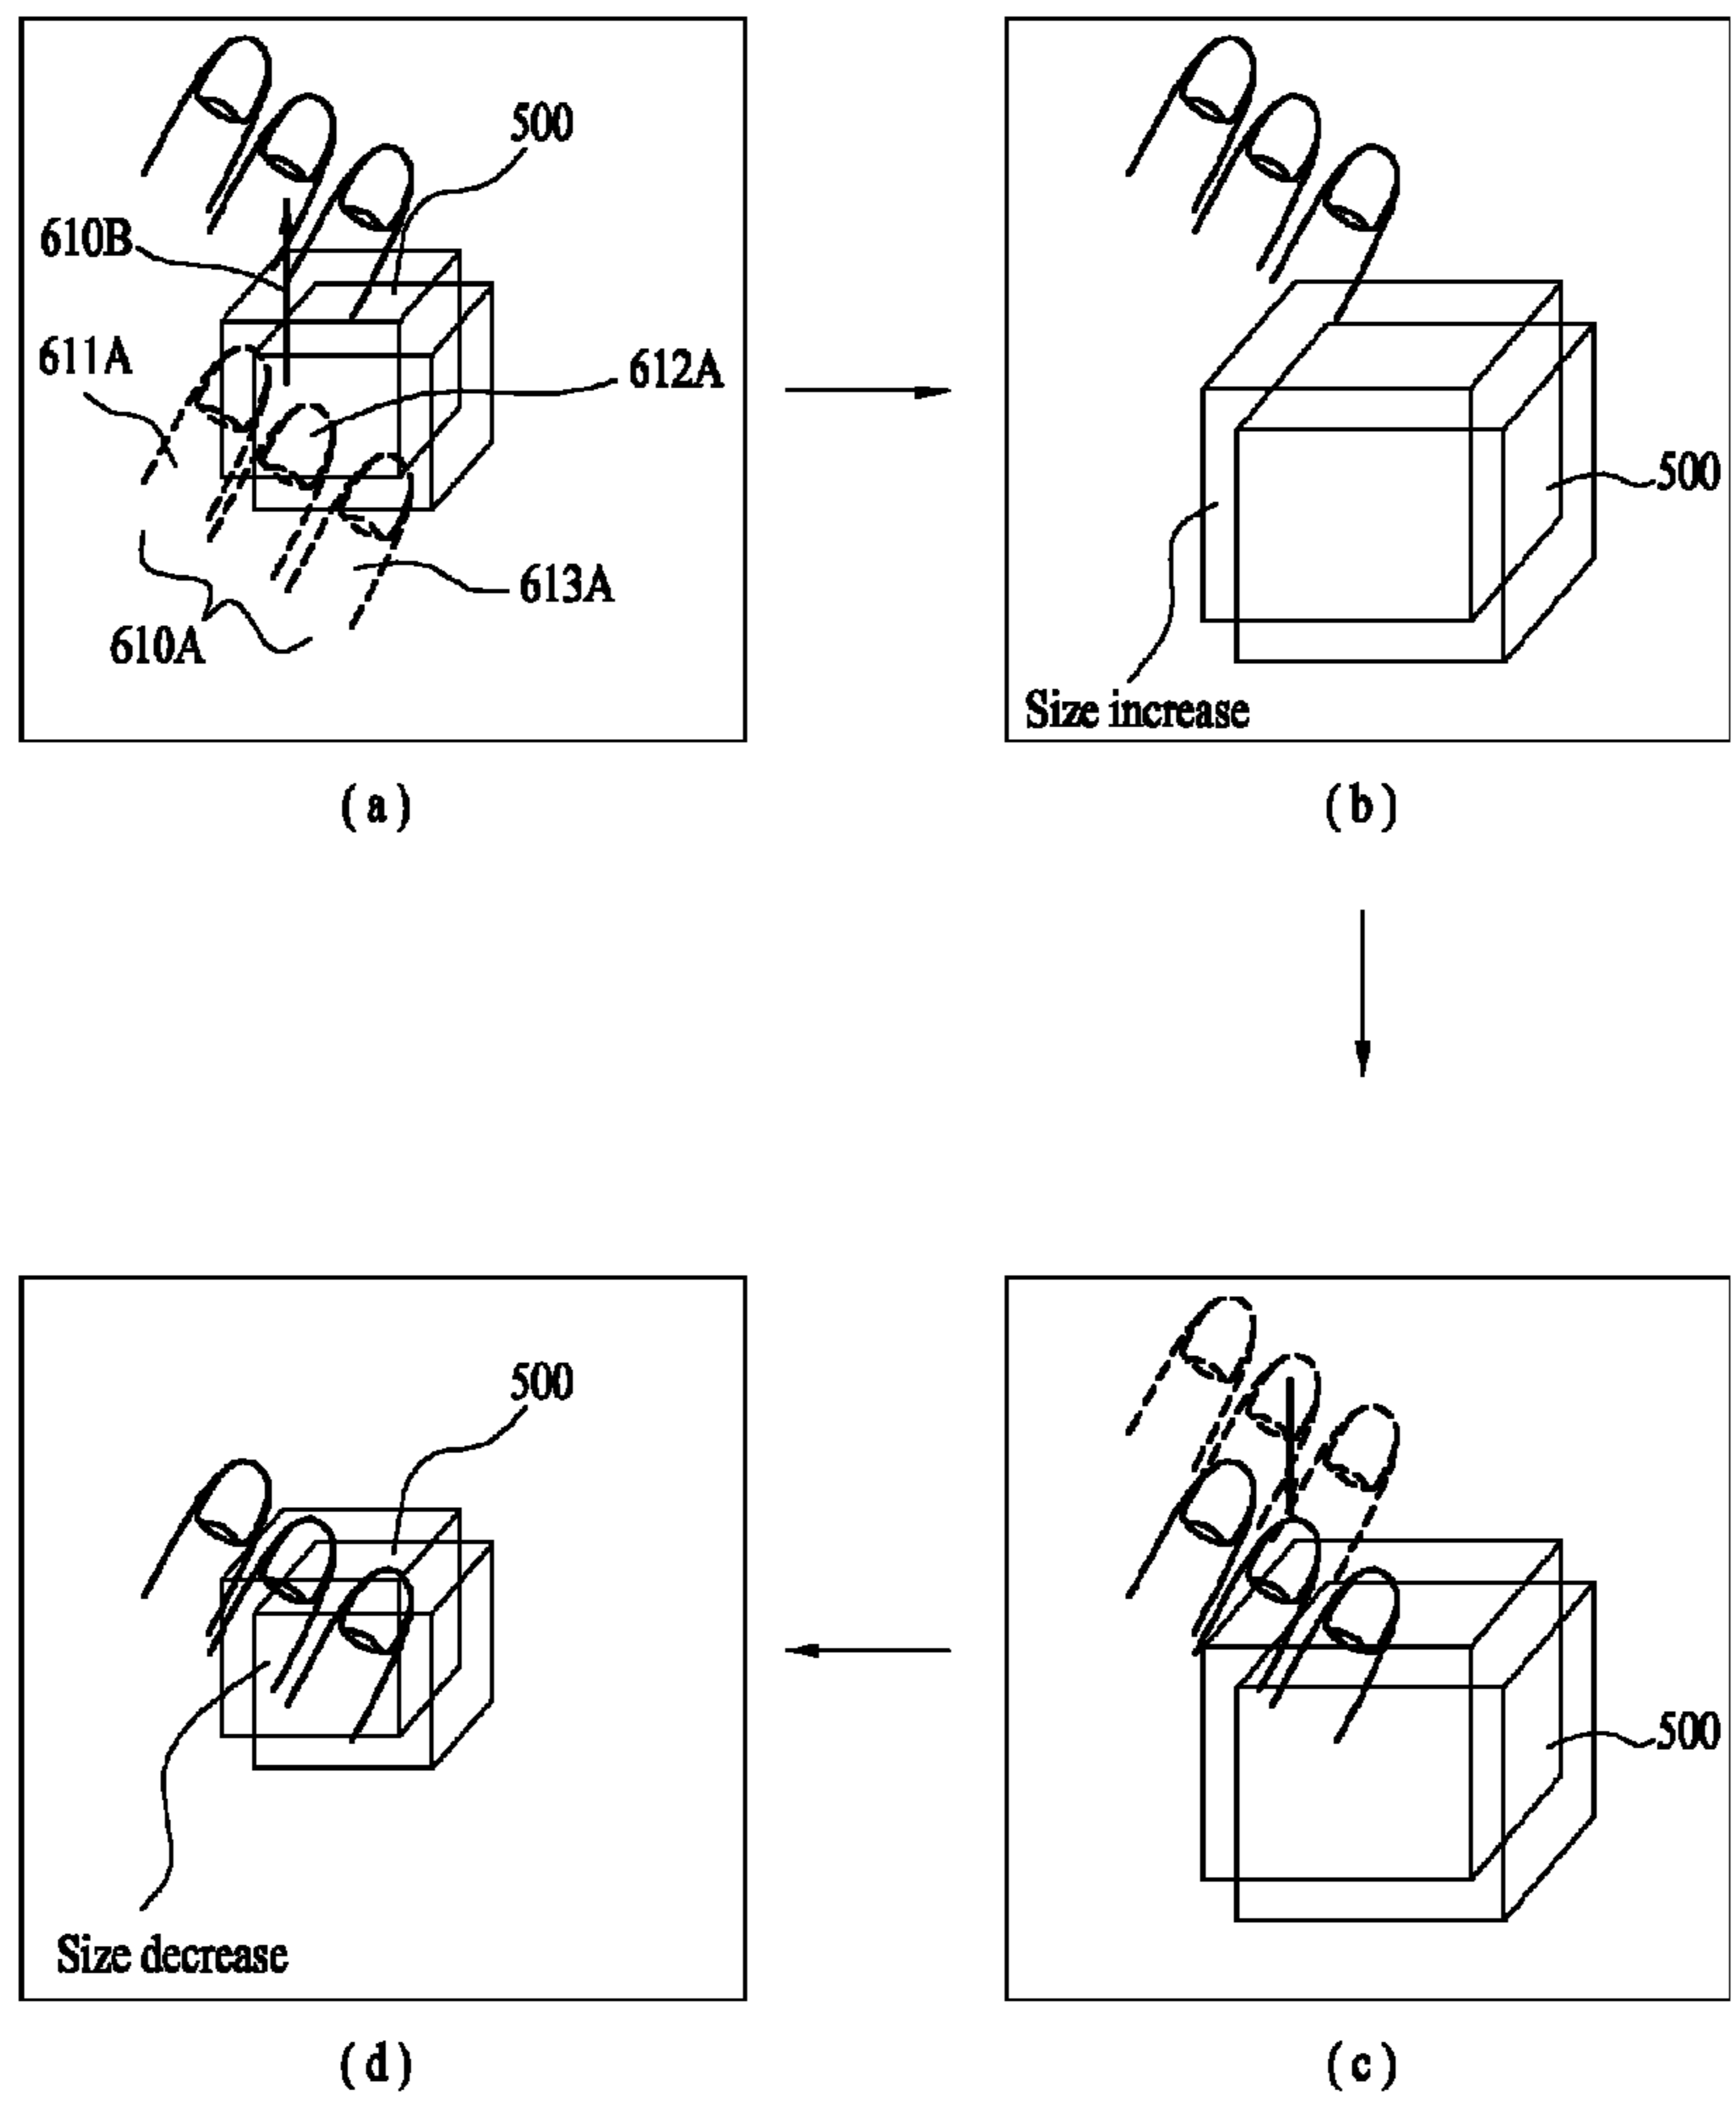 500
610B
611A
612A
613A
610A
(a)
500
Size increase
(b)
500
Size decrease
(d)
500
(c)